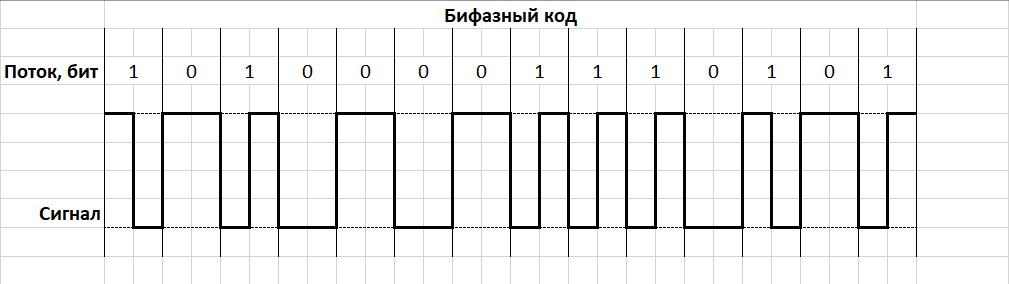 Бифазный код
Поток, бит 1 0 1 0 0 0 0 1 1 1 0 1 0 1
Сигнал